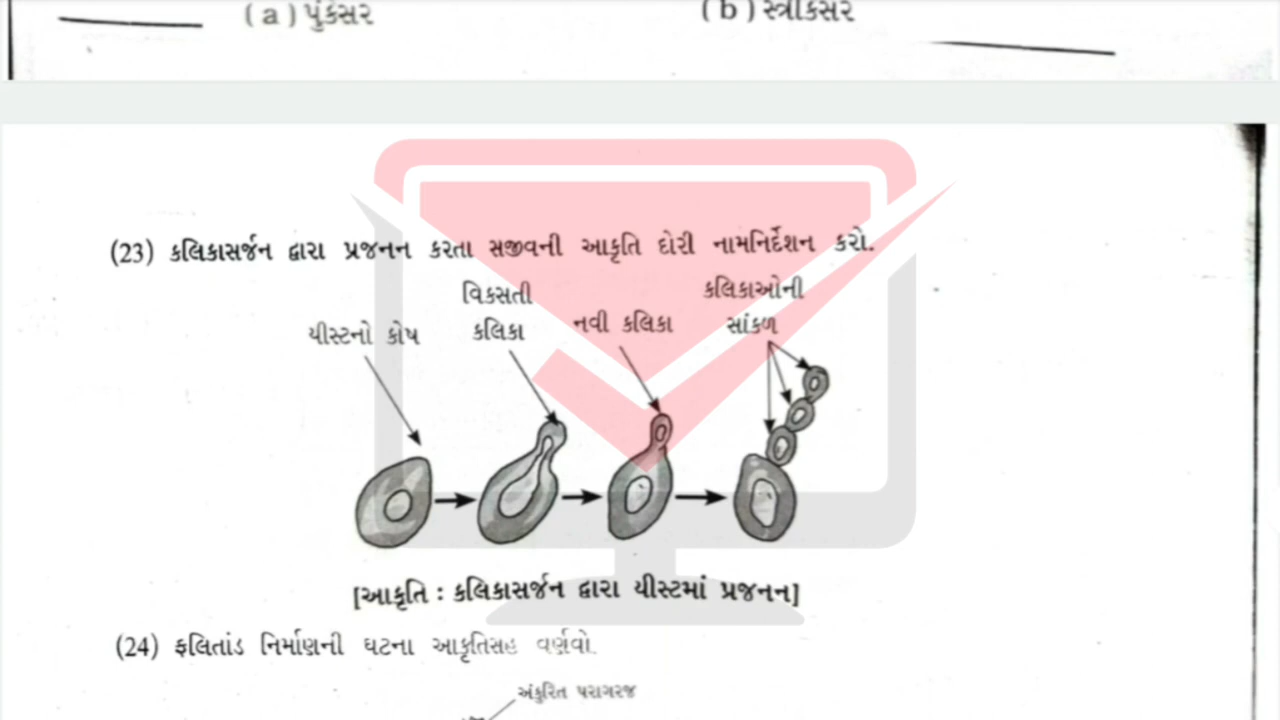 ( a ) પુંકેસર ( b ) સ્ત્રીકેસર
(23) કલિકાસર્જન દ્વારા પ્રજનન કરતા સજીવની આકૃતિ દોરી નામનિર્દેશન કરો.
વિકસતી કલિકાઓની
યીસ્ટનો કોષ કલિકા નવી કલિકા સાંકળ
[આકૃતિ : કલિકાસર્જન દ્વારા યીસ્ટમાં પ્રજનન]
(24) ફલિતાંડ નિર્માણની ઘટના આકૃતિસહ વર્ણવો.
અંકુરિત પરાગરજ